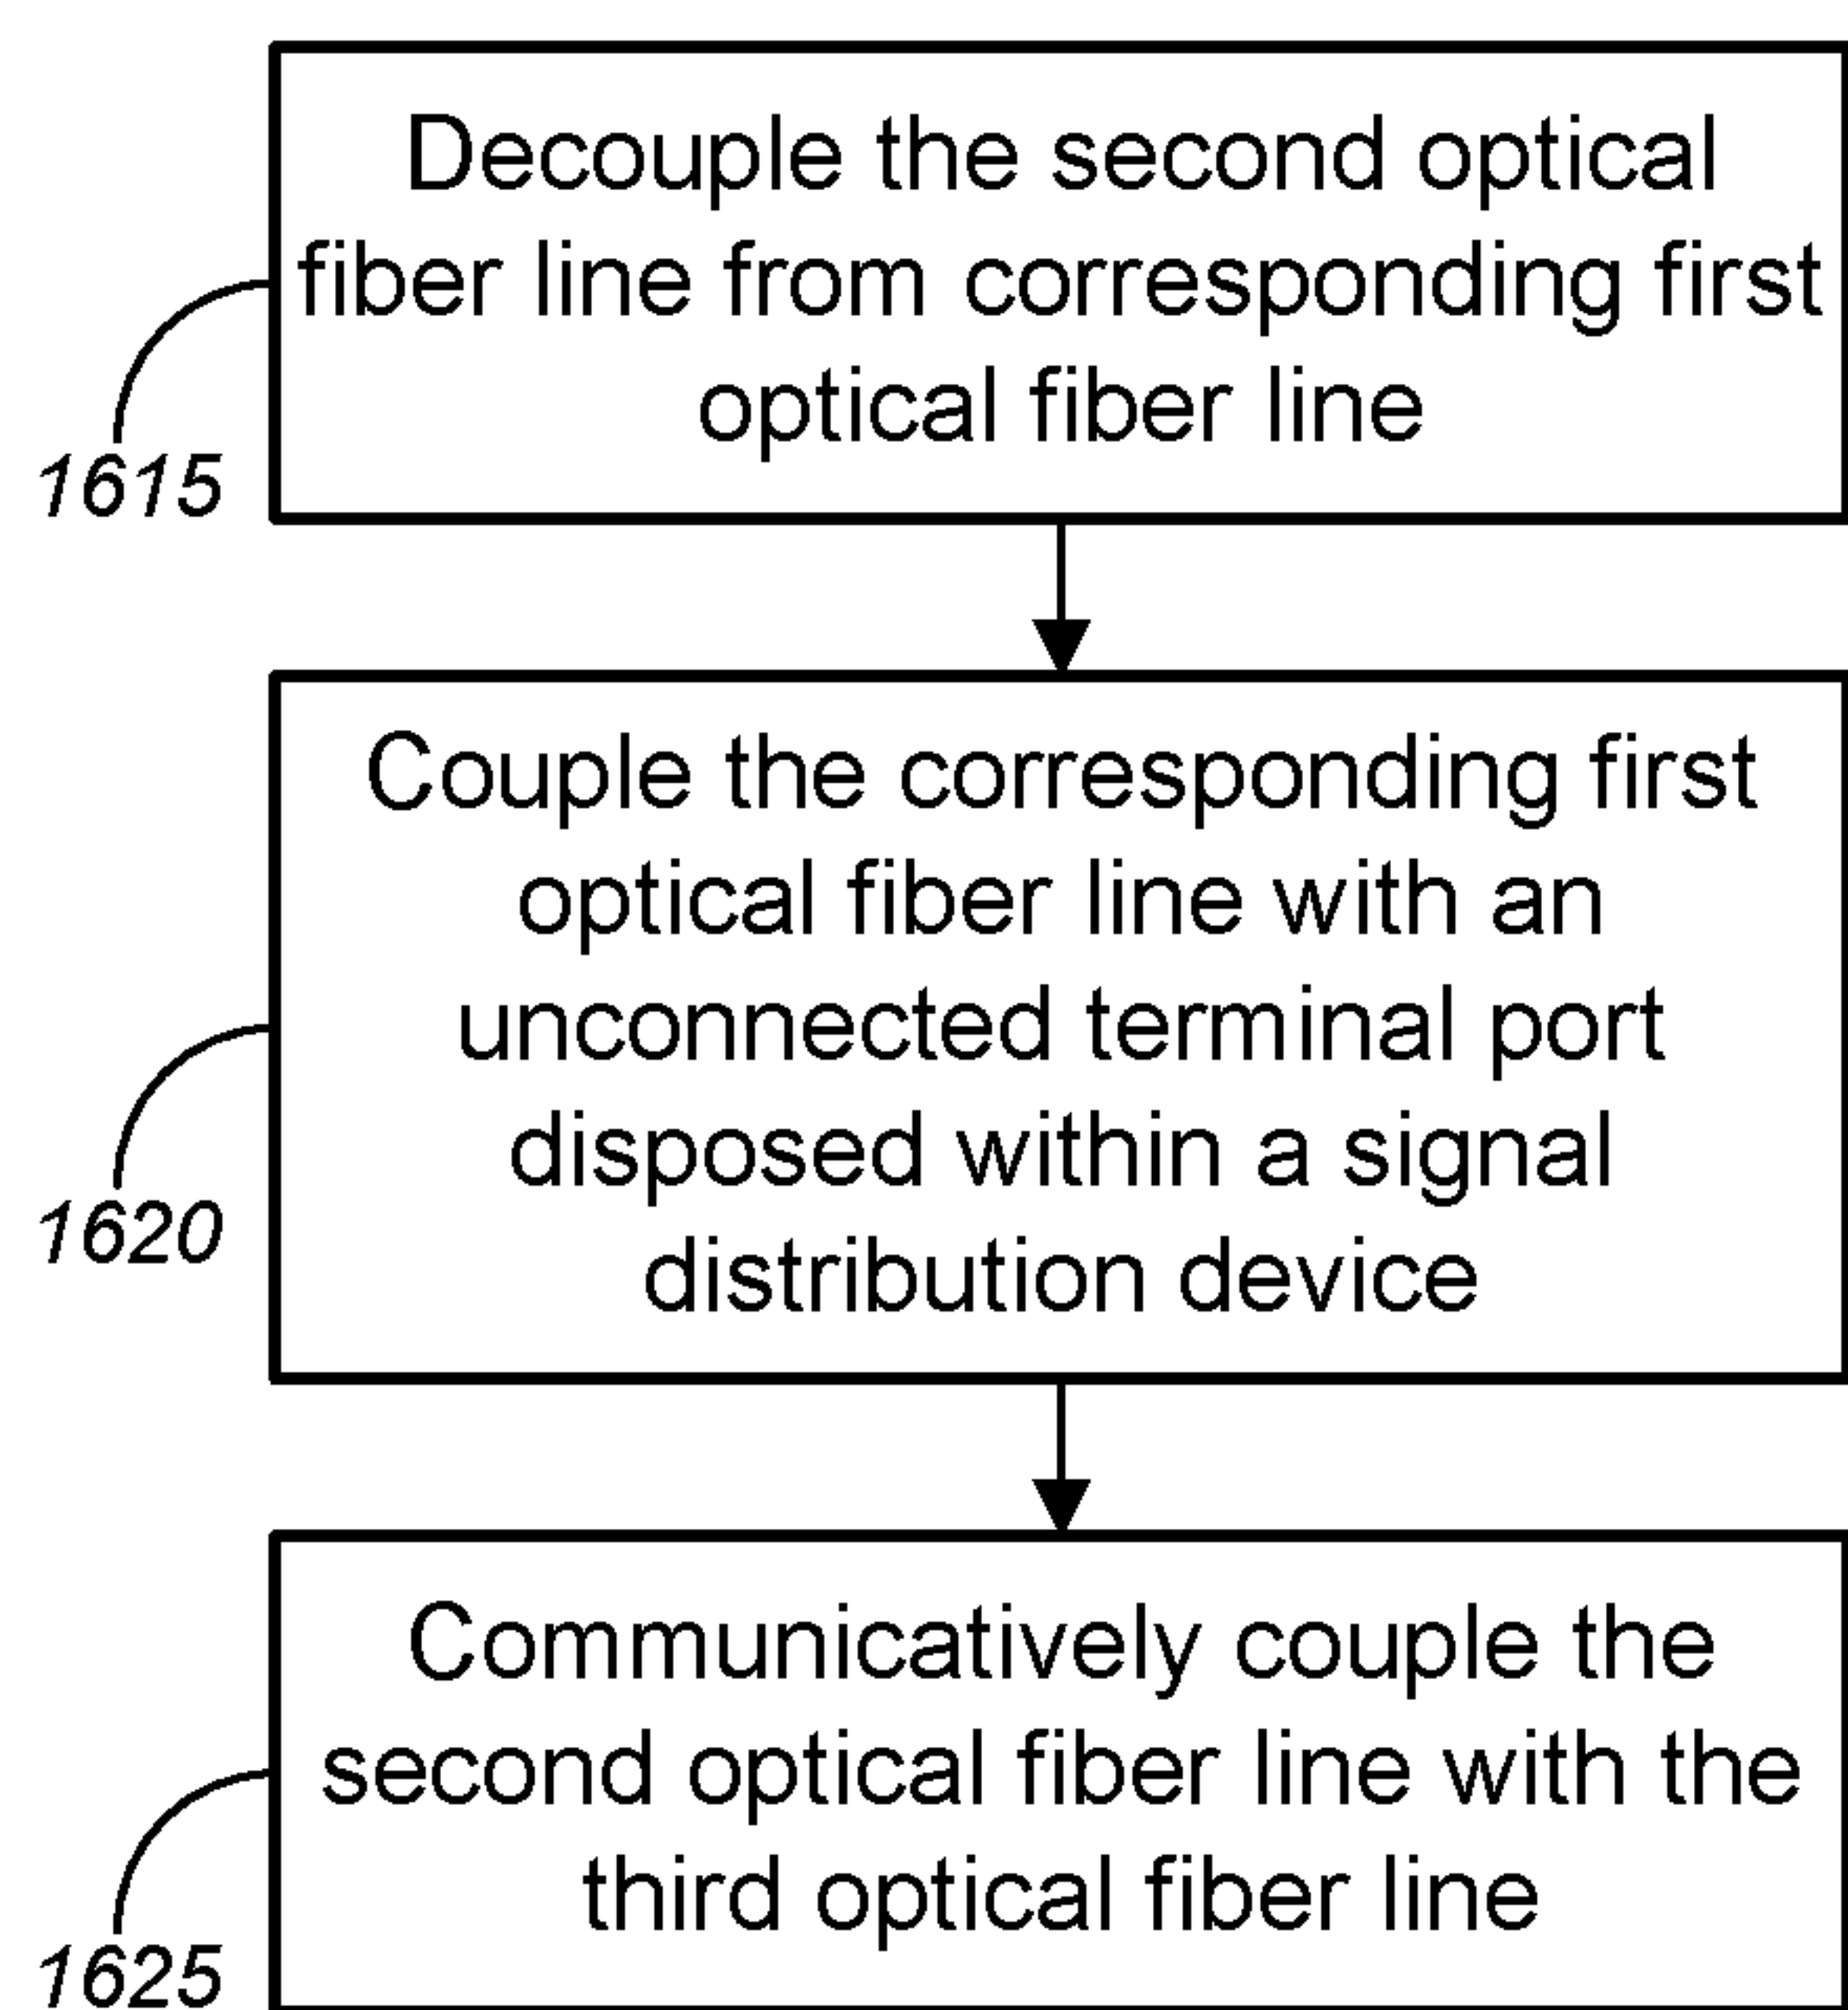 Decouple the second optical
fiber line from corresponding first
optical fiber line
1615
Couple the corresponding first
optical fiber line with an
unconnected terminal port
disposed within a signal
distribution device
1620
Communicatively couple the
second optical fiber line with the
third optical fiber line
1625